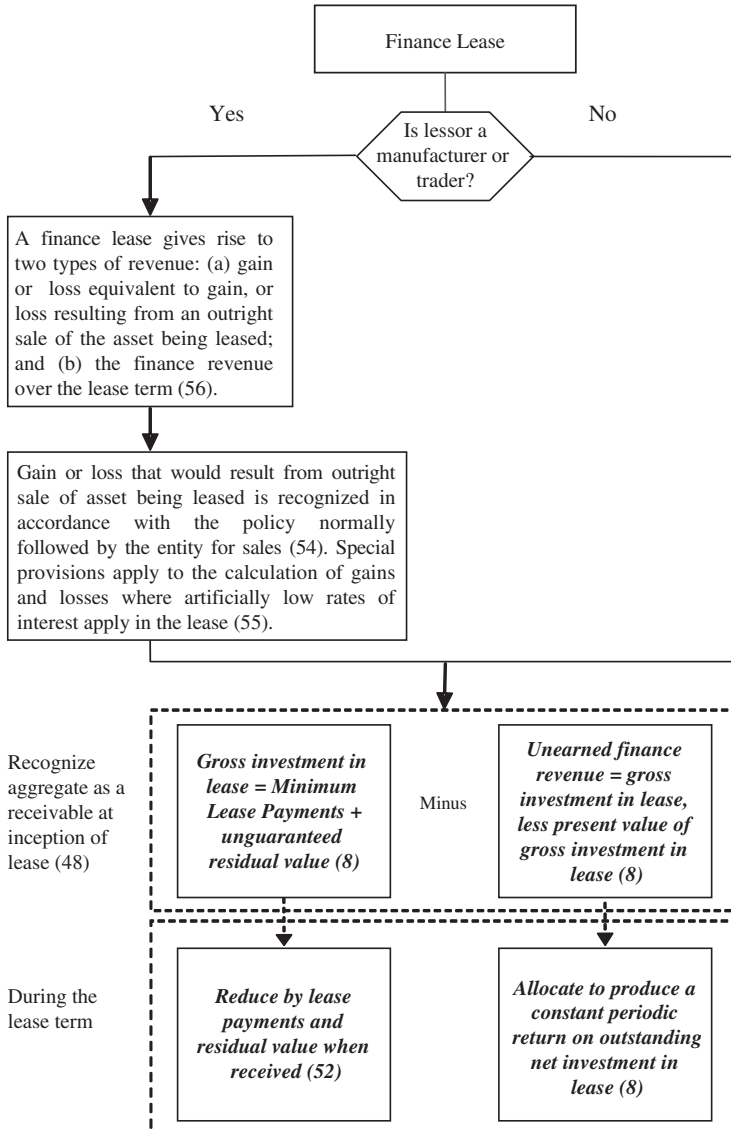 Finance Lease
Yes
No
Is lessor a
manufacturer or
trader?
A finance lease gives rise to
two types of revenue: (a) gain
or loss equivalent to gain, or
loss resulting from an outright
sale of the asset being leased;
and (b) the finance revenue
over the lease term (56).
Gain or loss that would result from outright
sale of asset being leased is recognized in
accordance with the policy normally
followed by the entity for sales (54). Special
provisions apply to the calculation of gains
and losses where artificially low rates of
interest apply in the lease (55).
Recognize
aggregate as a
receivable at
inception of
lease (48)
Gross investment in
lease = Minimum
Lease Payments +
unguaranteed
residual value (8)
Minus
Unearned finance
revenue = gross
investment in lease,
less present value of
gross investment in
lease (8)
During the
lease term
Reduce by lease
payments and
residual value when
received (52)
Allocate to produce a
constant periodic
return on outstanding
net investment in
lease (8)